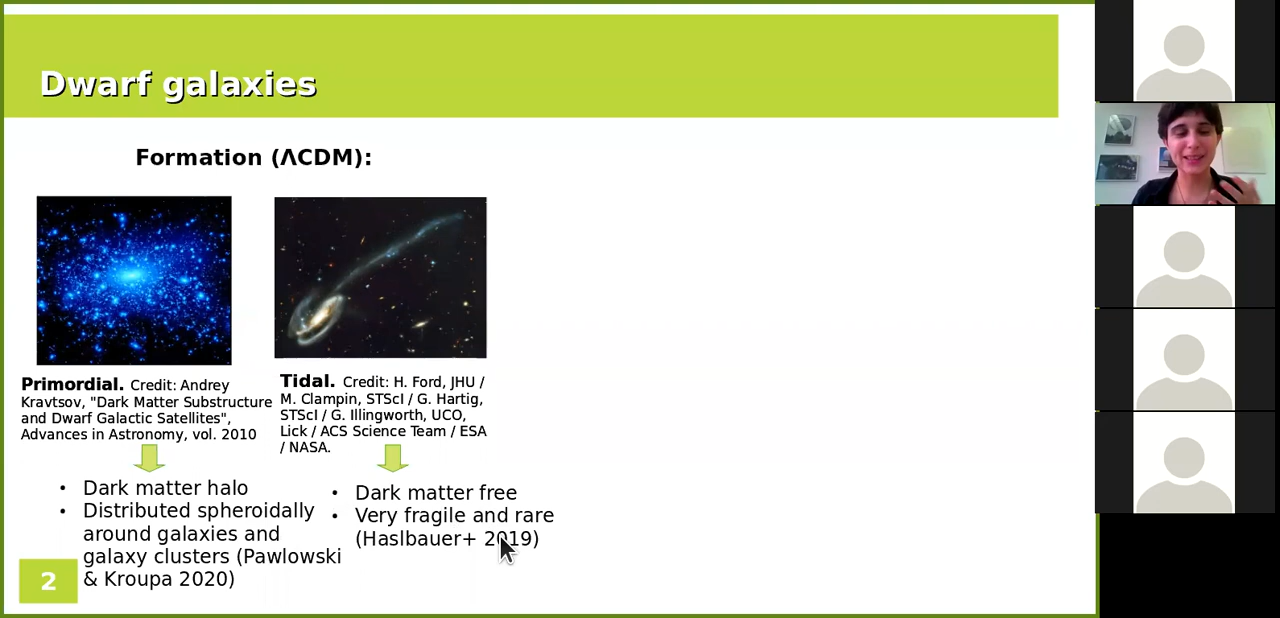 Dwarf galaxies
Formation (ΛCDM):
Primordial. Credit: Andrey
Kravtsov, "Dark Matter Substructure
and Dwarf Galactic Satellites",
Advances in Astronomy, vol. 2010
Tidal. Credit: H. Ford, JHU /
M. Clampin, STScI / G. Hartig,
STScI / G. Illingworth, UCO,
Lick / ACS Science Team / ESA
/ NASA.
• Dark matter halo
• Distributed spheroidally
around galaxies and
galaxy clusters (Pawlowski
& Kroupa 2020)
• Dark matter free
• Very fragile and rare
(Haslbauer+ 2019)
2